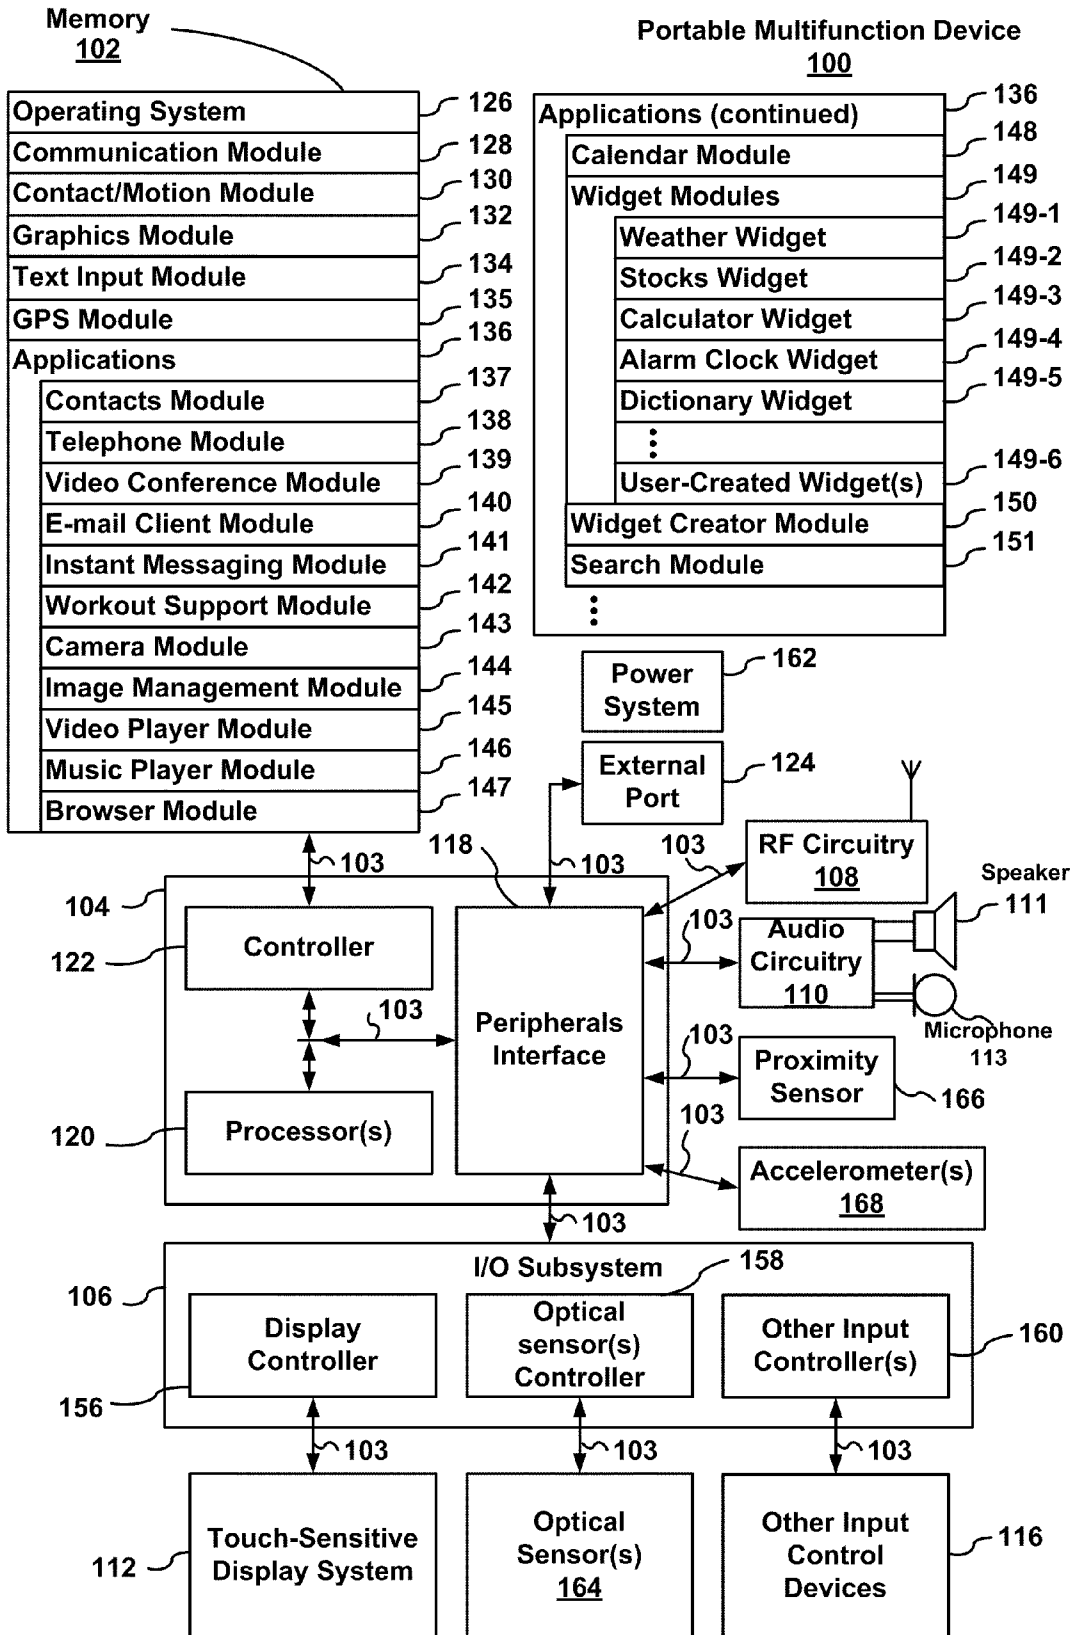 Memory
102
Operating System
126
Communication Module
128
Contact/Motion Module
130
Graphics Module
132
Text Input Module
134
GPS Module
135
Applications
136
Contacts Module
137
Telephone Module
138
Video Conference Module
139
E-mail Client Module
140
Instant Messaging Module
141
Workout Support Module
142
Camera Module
143
Image Management Module
144
Video Player Module
145
Music Player Module
146
Browser Module
147
Portable Multifunction Device
100
Applications (continued)
136
Calendar Module
148
Widget Modules
149
Weather Widget
149-1
Stocks Widget
149-2
Calculator Widget
149-3
Alarm Clock Widget
149-4
Dictionary Widget
149-5
User-Created Widget(s)
149-6
Widget Creator Module
150
Search Module
151
Power
System
162
External
Port
124
103
103
118
103
RF Circuitry
108
Speaker
111
104
Controller
122
103
Audio
Circuitry
110
Microphone
113
103
Peripherals
Interface
103
Proximity
Sensor
166
Processor(s)
120
103
Accelerometer(s)
168
103
I/O Subsystem
106
158
Display
Controller
156
Optical
sensor(s)
Controller
Other Input
Controller(s)
160
103
103
103
Touch-Sensitive
Display System
112
Optical
Sensor(s)
164
Other Input
Control
Devices
116